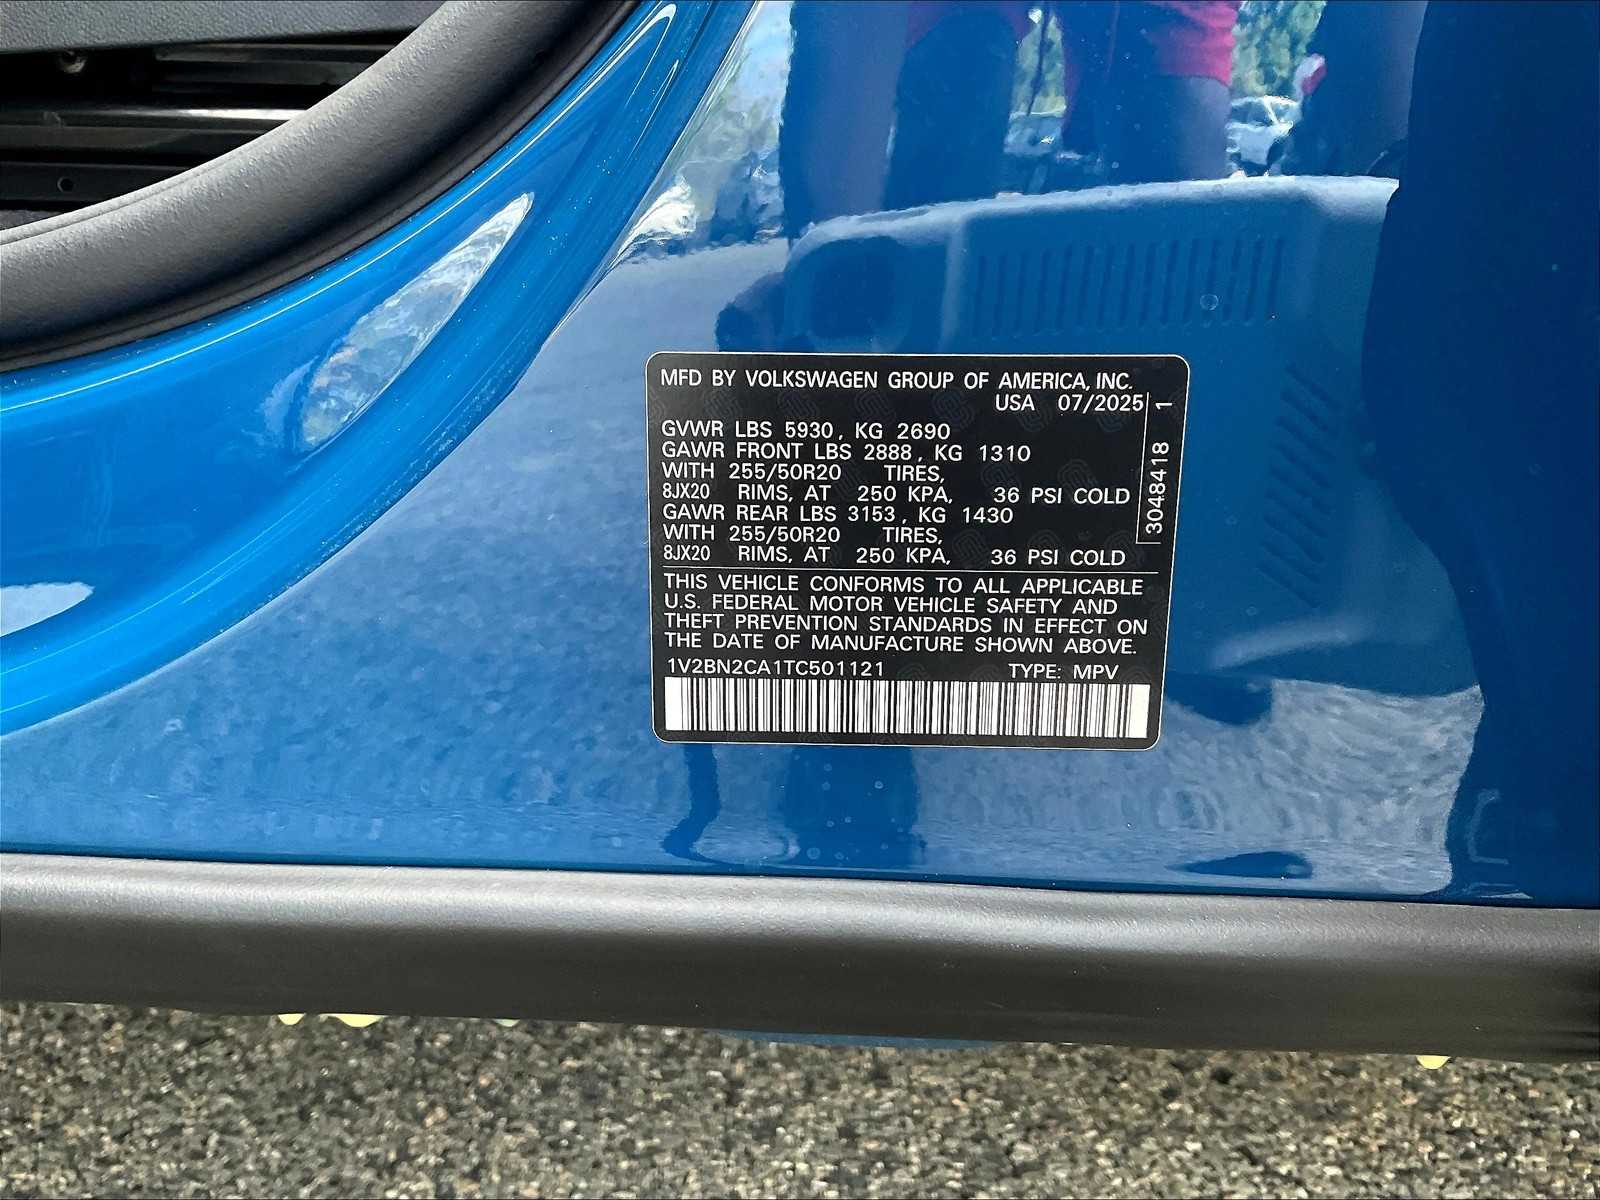 MFD BY VOLKSWAGEN GROUP OF AMERICA, INC.
USA 07/2025
GVWR LBS 5930, KG 2690
GAWR FRONT LBS 2888, KG 1310
WITH 255/50R20 TIRES,
8JX20 RIMS, AT 250 KPA, 36 PSI COLD
GAWR REAR LBS 3153, KG 1430
WITH 255/50R20 TIRES,
8JX20 RIMS, AT 250 KPA, 36 PSI COLD
3048418 1
THIS VEHICLE CONFORMS TO ALL APPLICABLE
U.S. FEDERAL MOTOR VEHICLE SAFETY AND
THEFT PREVENTION STANDARDS IN EFFECT ON
THE DATE OF MANUFACTURE SHOWN ABOVE.
1V2BN2CA1TC501121 TYPE: MPV